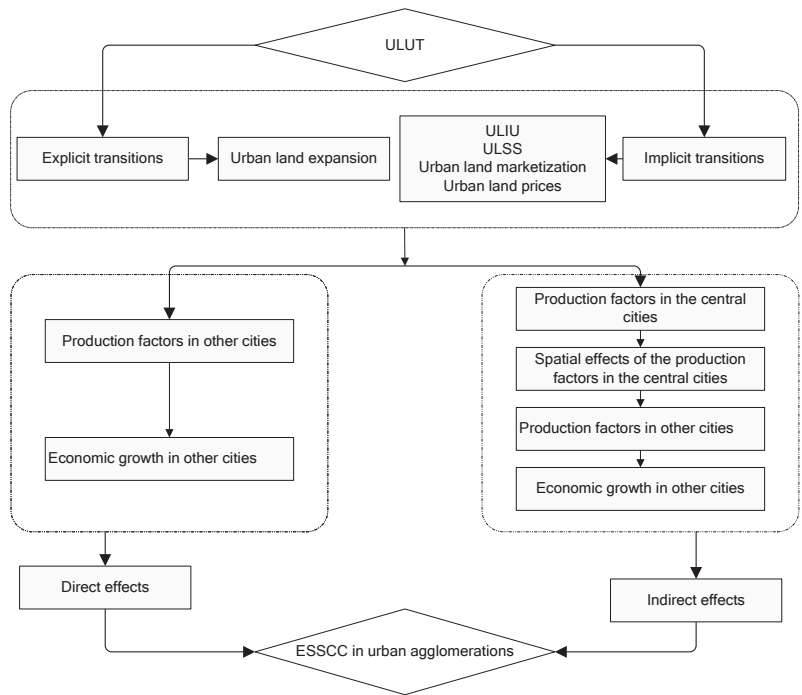 ULUT
Explicit transitions
Urban land expansion
ULIU
ULSS
Urban land marketization
Urban land prices
Implicit transitions
Production factors in other cities
Economic growth in other cities
Production factors in the central
cities
Spatial effects of the production
factors in the central cities
Production factors in other cities
Economic growth in other cities
Direct effects
Indirect effects
ESSCC in urban agglomerations